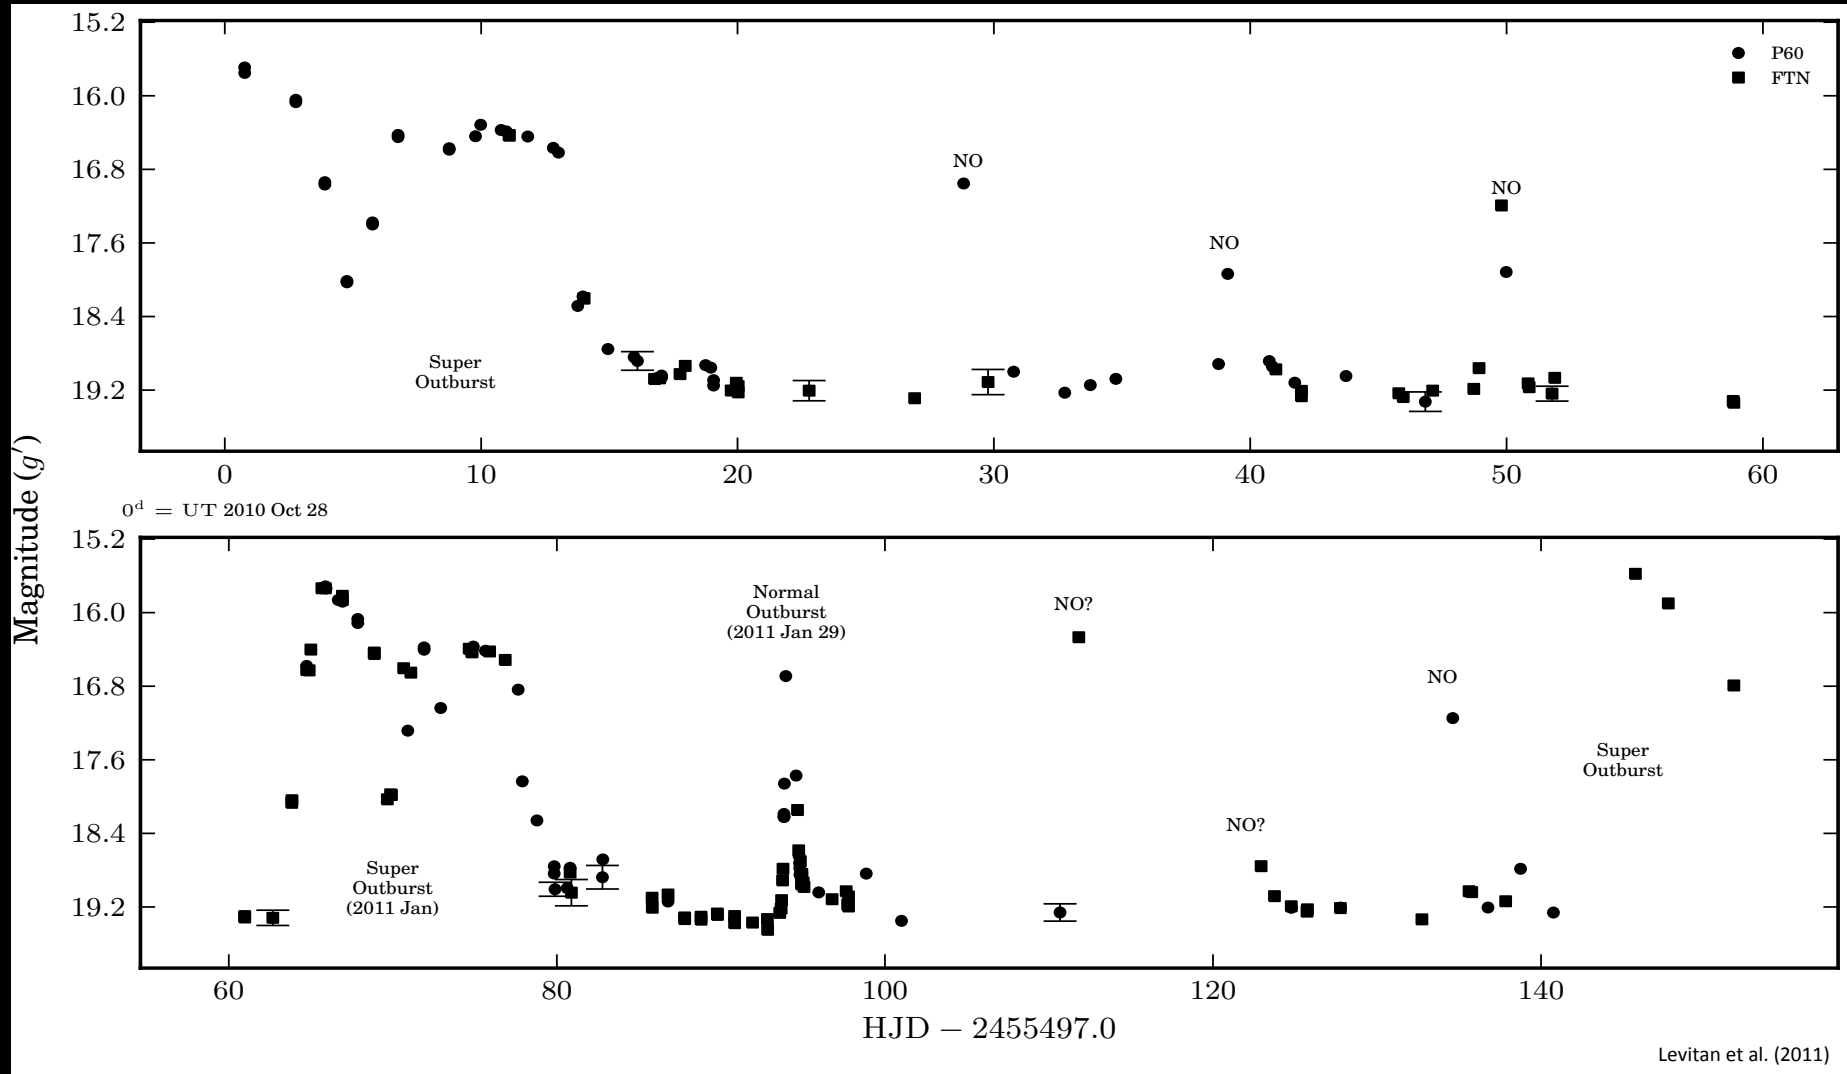 15.2
16.0
16.8
17.6
18.4
19.2
P60
FTN
NO
NO
NO
Super
Outburst
0 10 20 30 40 50 60
0ᵈ = UT 2010 Oct 28
Magnitude (g′)
15.2
16.0
16.8
17.6
18.4
19.2
Normal
Outburst
(2011 Jan 29)
NO?
NO
Super
Outburst
NO?
Super
Outburst
(2011 Jan)
60 80 100 120 140
HJD − 2455497.0
Levitan et al. (2011)